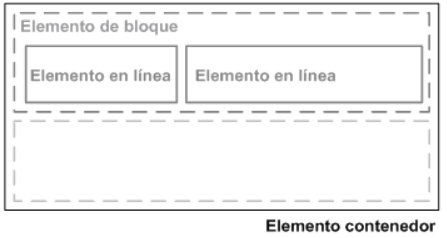 Elemento de bloque
Elemento en línea
Elemento en línea
Elemento contenedor